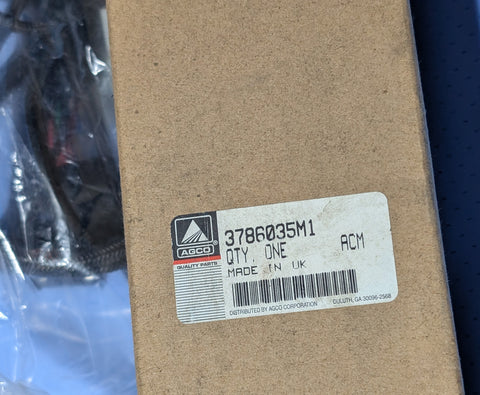 3786035M1
QTY. ONE ACM
MADE IN UK
AGCO
QUALITY PARTS
DISTRIBUTED BY AGCO CORPORATION DULUTH, GA 30096-2568